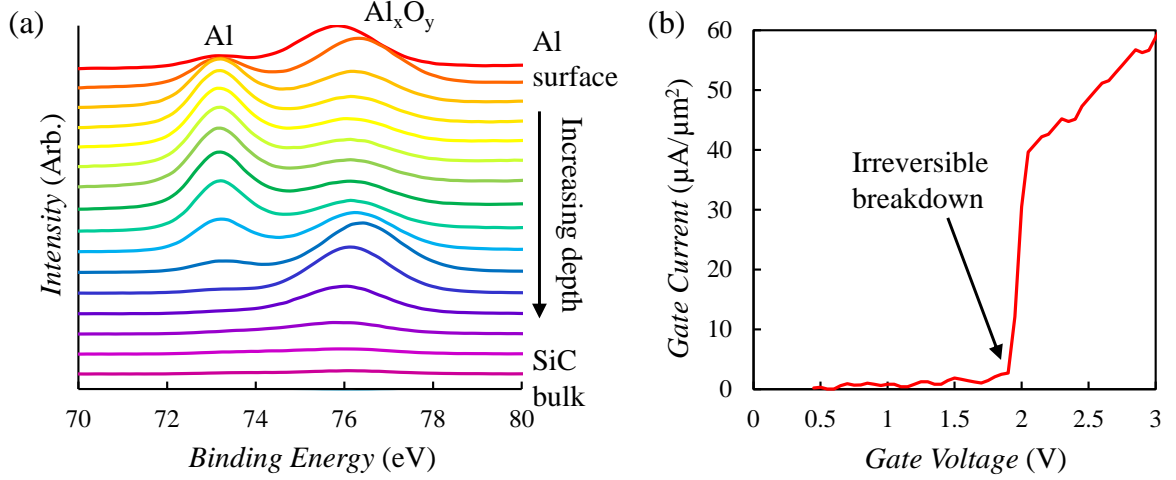 (a)
Al
AlxOy
Al
surface
Increasing depth
SiC
bulk
Intensity (Arb.)
70
72
74
76
78
80
Binding Energy (eV)
(b)
60
50
40
30
20
10
0
Gate Current (µA/µm²)
Irreversible
breakdown
0
0.5
1
1.5
2
2.5
3
Gate Voltage (V)